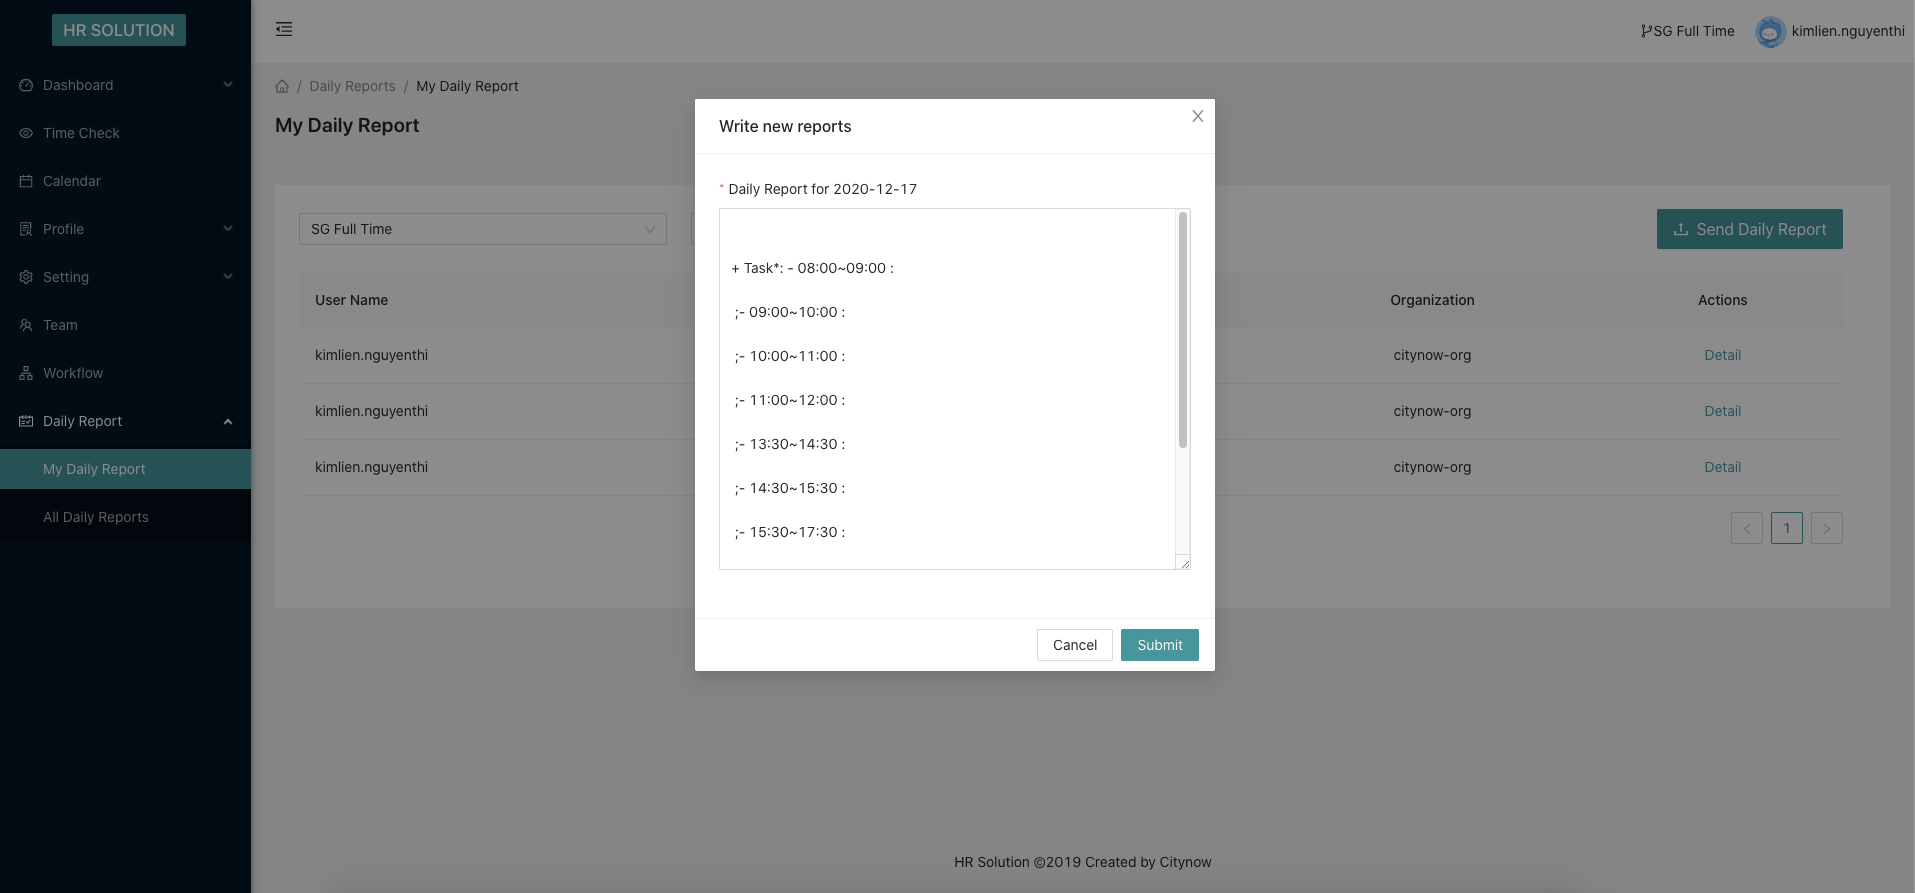 HR SOLUTION
Dashboard
Time Check
Calendar
Profile
Setting
Team
Workflow
Daily Report
My Daily Report
All Daily Reports
SG Full Time
kimlien.nguyenthi
/ Daily Reports / My Daily Report
My Daily Report
SG Full Time
Send Daily Report
User Name
Organization
Actions
kimlien.nguyenthi
citynow-org
Detail
kimlien.nguyenthi
citynow-org
Detail
kimlien.nguyenthi
citynow-org
Detail
< 1 >
Write new reports
* Daily Report for 2020-12-17
+ Task*: - 08:00~09:00 :
;- 09:00~10:00 :
;- 10:00~11:00 :
;- 11:00~12:00 :
;- 13:30~14:30 :
;- 14:30~15:30 :
;- 15:30~17:30 :
Cancel
Submit
HR Solution ©2019 Created by Citynow